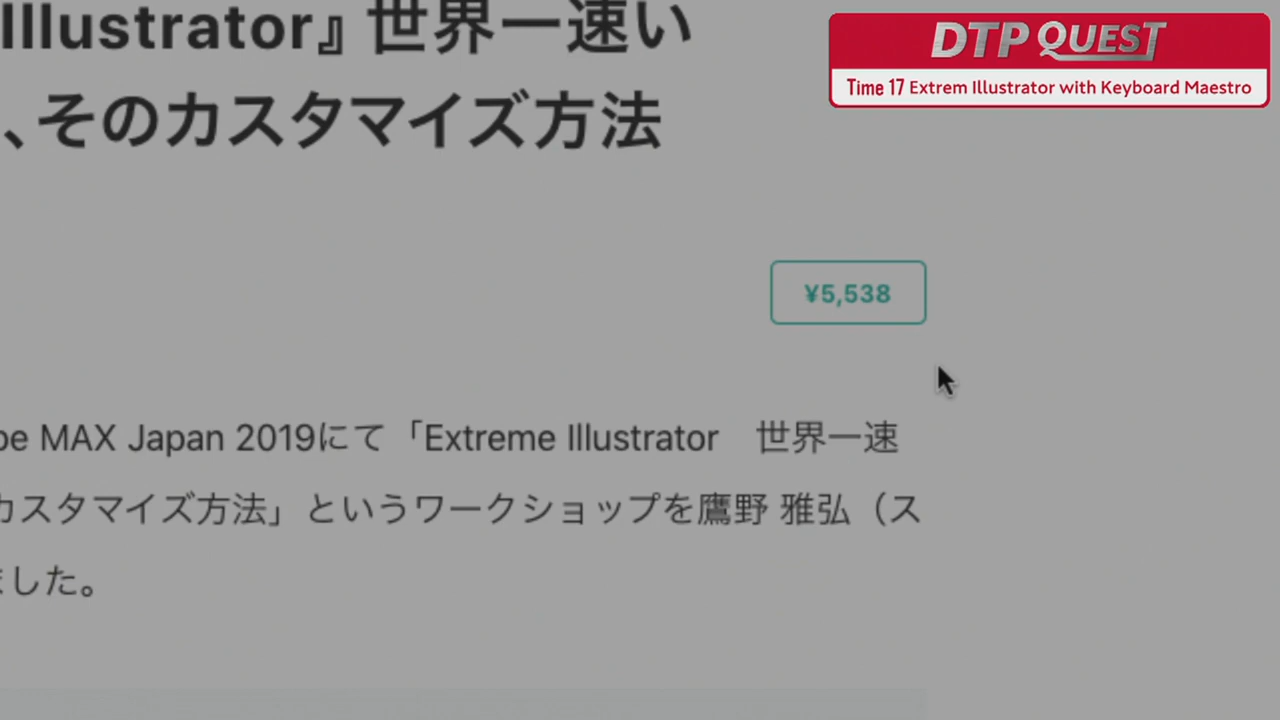 Illustrator』世界一速い
、そのカスタマイズ方法
DTP QUEST
Time 17 Extrem Illustrator with Keyboard Maestro
¥5,538
be MAX Japan 2019にて「Extreme Illustrator　世界一速
カスタマイズ方法」というワークショップを鷹野 雅弘（ス
ました。